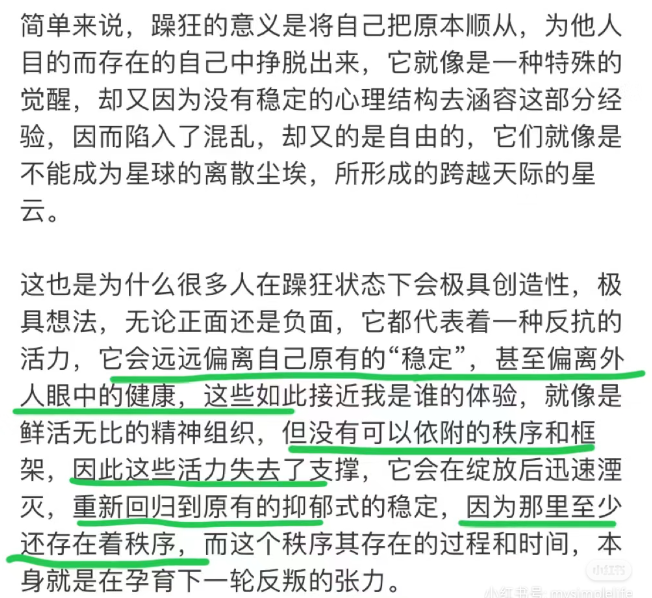 简单来说，躁狂的意义是将自己把原本顺从，为他人
目的而存在的自己中挣脱出来，它就像是一种特殊的
觉醒，却又因为没有稳定的心理结构去涵容这部分经
验，因而陷入了混乱，却又的是自由的，它们就像是
不能成为星球的离散尘埃，所形成的跨越天际的星
云。
这也是为什么很多人在躁狂状态下会极具创造性，极
具想法，无论正面还是负面，它都代表着一种反抗的
活力，它会远远偏离自己原有的“稳定”，甚至偏离外
人眼中的健康，这些如此接近我是谁的体验，就像是
鲜活无比的精神组织，但没有可以依附的秩序和框
架，因此这些活力失去了支撑，它会在绽放后迅速湮
灭，重新回归到原有的抑郁式的稳定，因为那里至少
还存在着秩序，而这个秩序其存在的过程和时间，本
身就是在孕育下一轮反叛的张力。
小红书